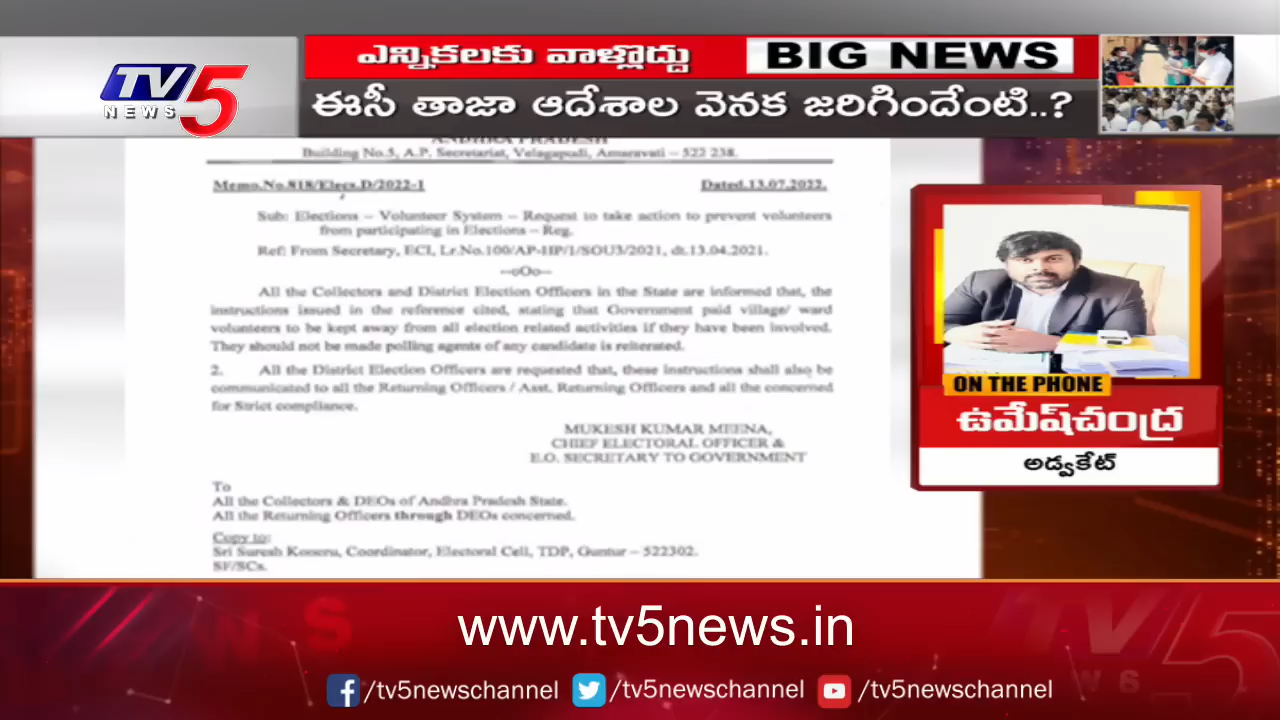 TV5
NEWS
ఎన్నికలకు వాళ్లొద్దు
BIG NEWS
ఈసీ తాజా ఆదేశాల వెనక జరిగిందేంటి..?
ANDHRA PRADESH
Building No.5, A.P. Secretariat, Velagapudi, Amaravati – 522 238.
Memo.No.818/Elecs.D/2022-1
Dated.13.07.2022.
Sub: Elections – Volunteer System – Request to take action to prevent volunteers
from participating in Elections – Reg.
Ref: From Secretary, ECI, Lr.No.100/AP-HP/1/SOU3/2021, dt.13.04.2021.
--oOo--
All the Collectors and District Election Officers in the State are informed that, the
instructions issued in the reference cited, stating that Government paid village/ ward
volunteers to be kept away from all election related activities if they have been involved.
They should not be made polling agents of any candidate is reiterated.
2. All the District Election Officers are requested that, these instructions shall also be
communicated to all the Returning Officers / Asst. Returning Officers and all the concerned
for Strict compliance.
MUKESH KUMAR MEENA,
CHIEF ELECTORAL OFFICER &
E.O. SECRETARY TO GOVERNMENT
To
All the Collectors & DEOs of Andhra Pradesh State.
All the Returning Officers through DEOs concerned.
Copy to:
Sri Suresh Koneru, Coordinator, Electoral Cell, TDP, Guntur – 522302.
SF/SCs.
ON THE PHONE
ఉమేష్‌చంద్ర
అడ్వకేట్
www.tv5news.in
/tv5newschannel
/tv5newschannel
/tv5newschannel